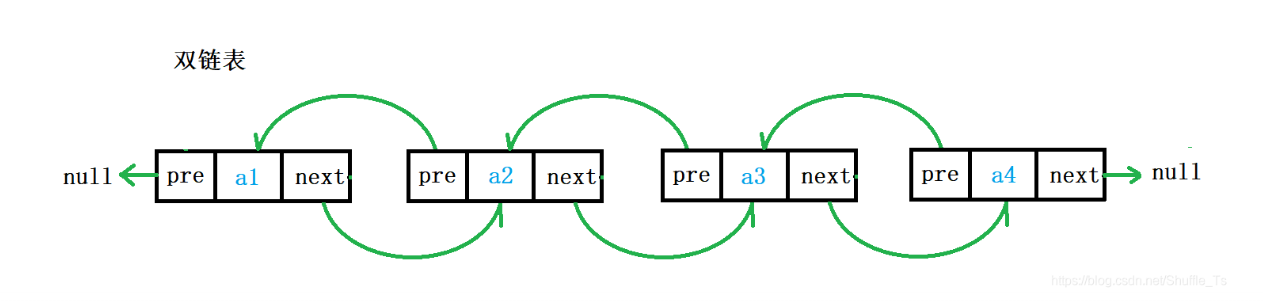 双链表
null pre a1 next pre a2 next pre a3 next pre a4 next null
https://blog.csdn.net/Shuffle_Ts